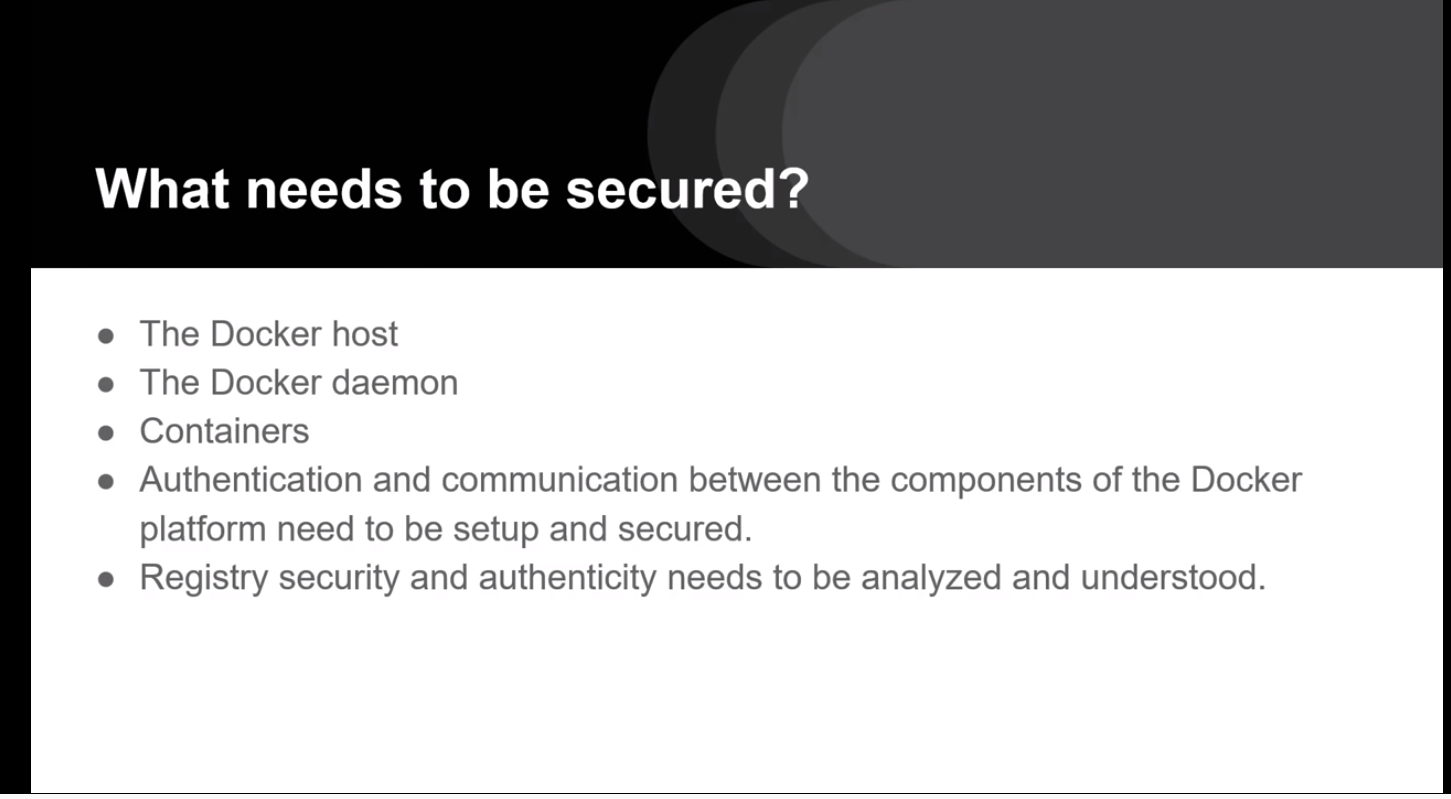 What needs to be secured?
● The Docker host
● The Docker daemon
● Containers
● Authentication and communication between the components of the Docker
platform need to be setup and secured.
● Registry security and authenticity needs to be analyzed and understood.